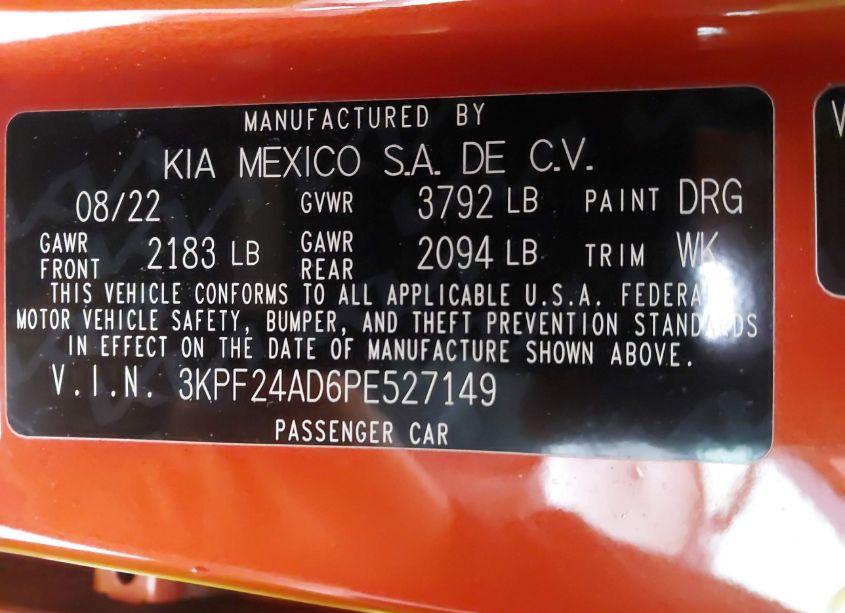 MANUFACTURED BY
KIA MEXICO S.A. DE C.V.
08/22 GVWR 3792 LB PAINT DRG
GAWR FRONT 2183 LB GAWR REAR 2094 LB TRIM WK
THIS VEHICLE CONFORMS TO ALL APPLICABLE U.S.A. FEDERAL
MOTOR VEHICLE SAFETY, BUMPER, AND THEFT PREVENTION STANDARDS
IN EFFECT ON THE DATE OF MANUFACTURE SHOWN ABOVE.
V.I.N. 3KPF24AD6PE527149
PASSENGER CAR